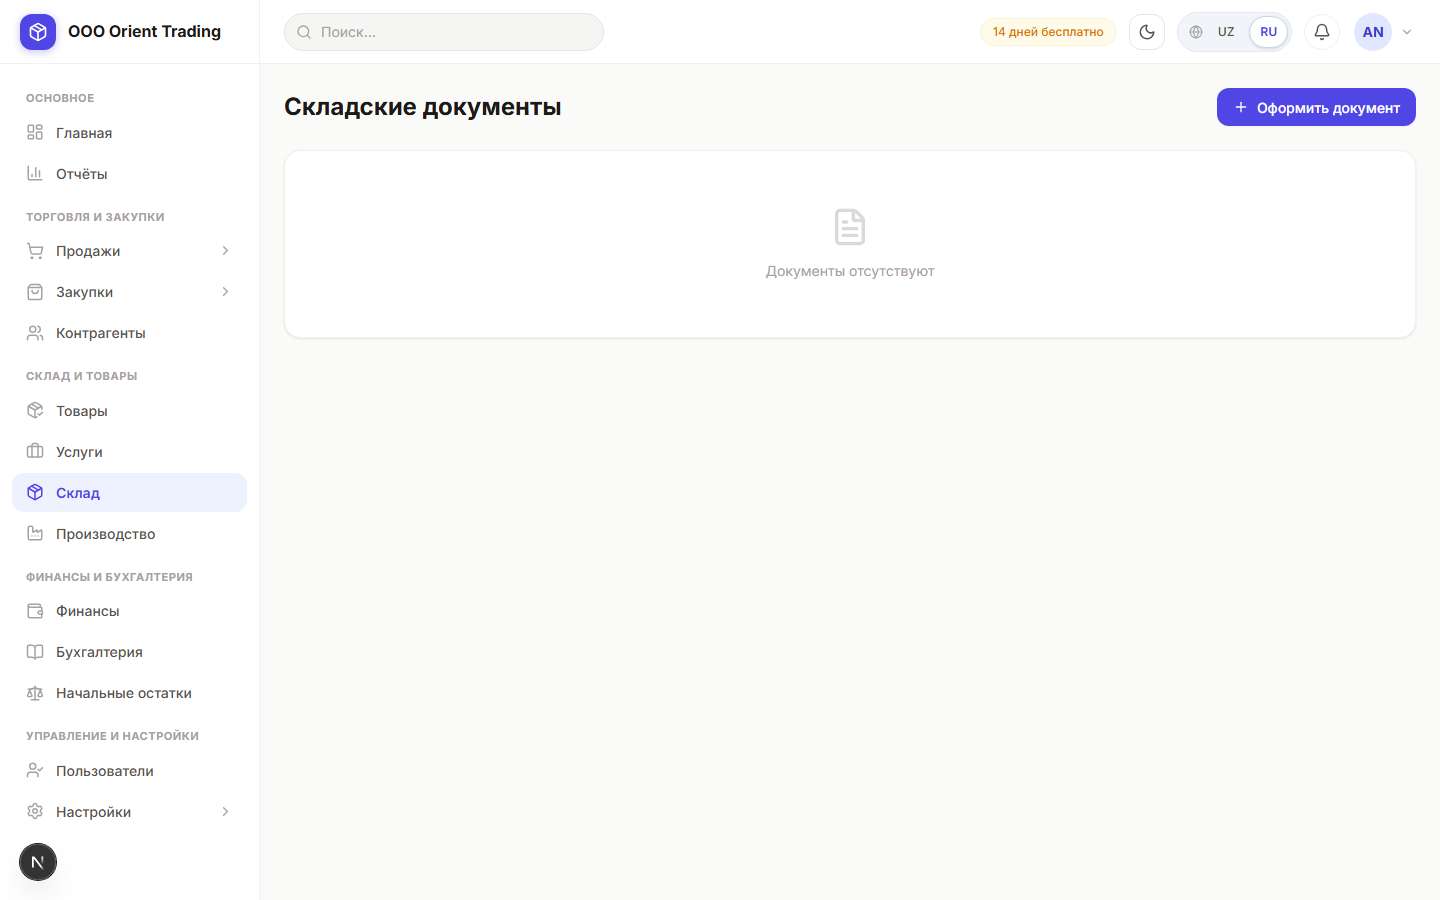 ООО Orient Trading
Поиск...
14 дней бесплатно
UZ
RU
AN
ОСНОВНОЕ
Главная
Отчёты
ТОРГОВЛЯ И ЗАКУПКИ
Продажи
Закупки
Контрагенты
СКЛАД И ТОВАРЫ
Товары
Услуги
Склад
Производство
ФИНАНСЫ И БУХГАЛТЕРИЯ
Финансы
Бухгалтерия
Начальные остатки
УПРАВЛЕНИЕ И НАСТРОЙКИ
Пользователи
Настройки
N
Складские документы
Оформить документ
Документы отсутствуют